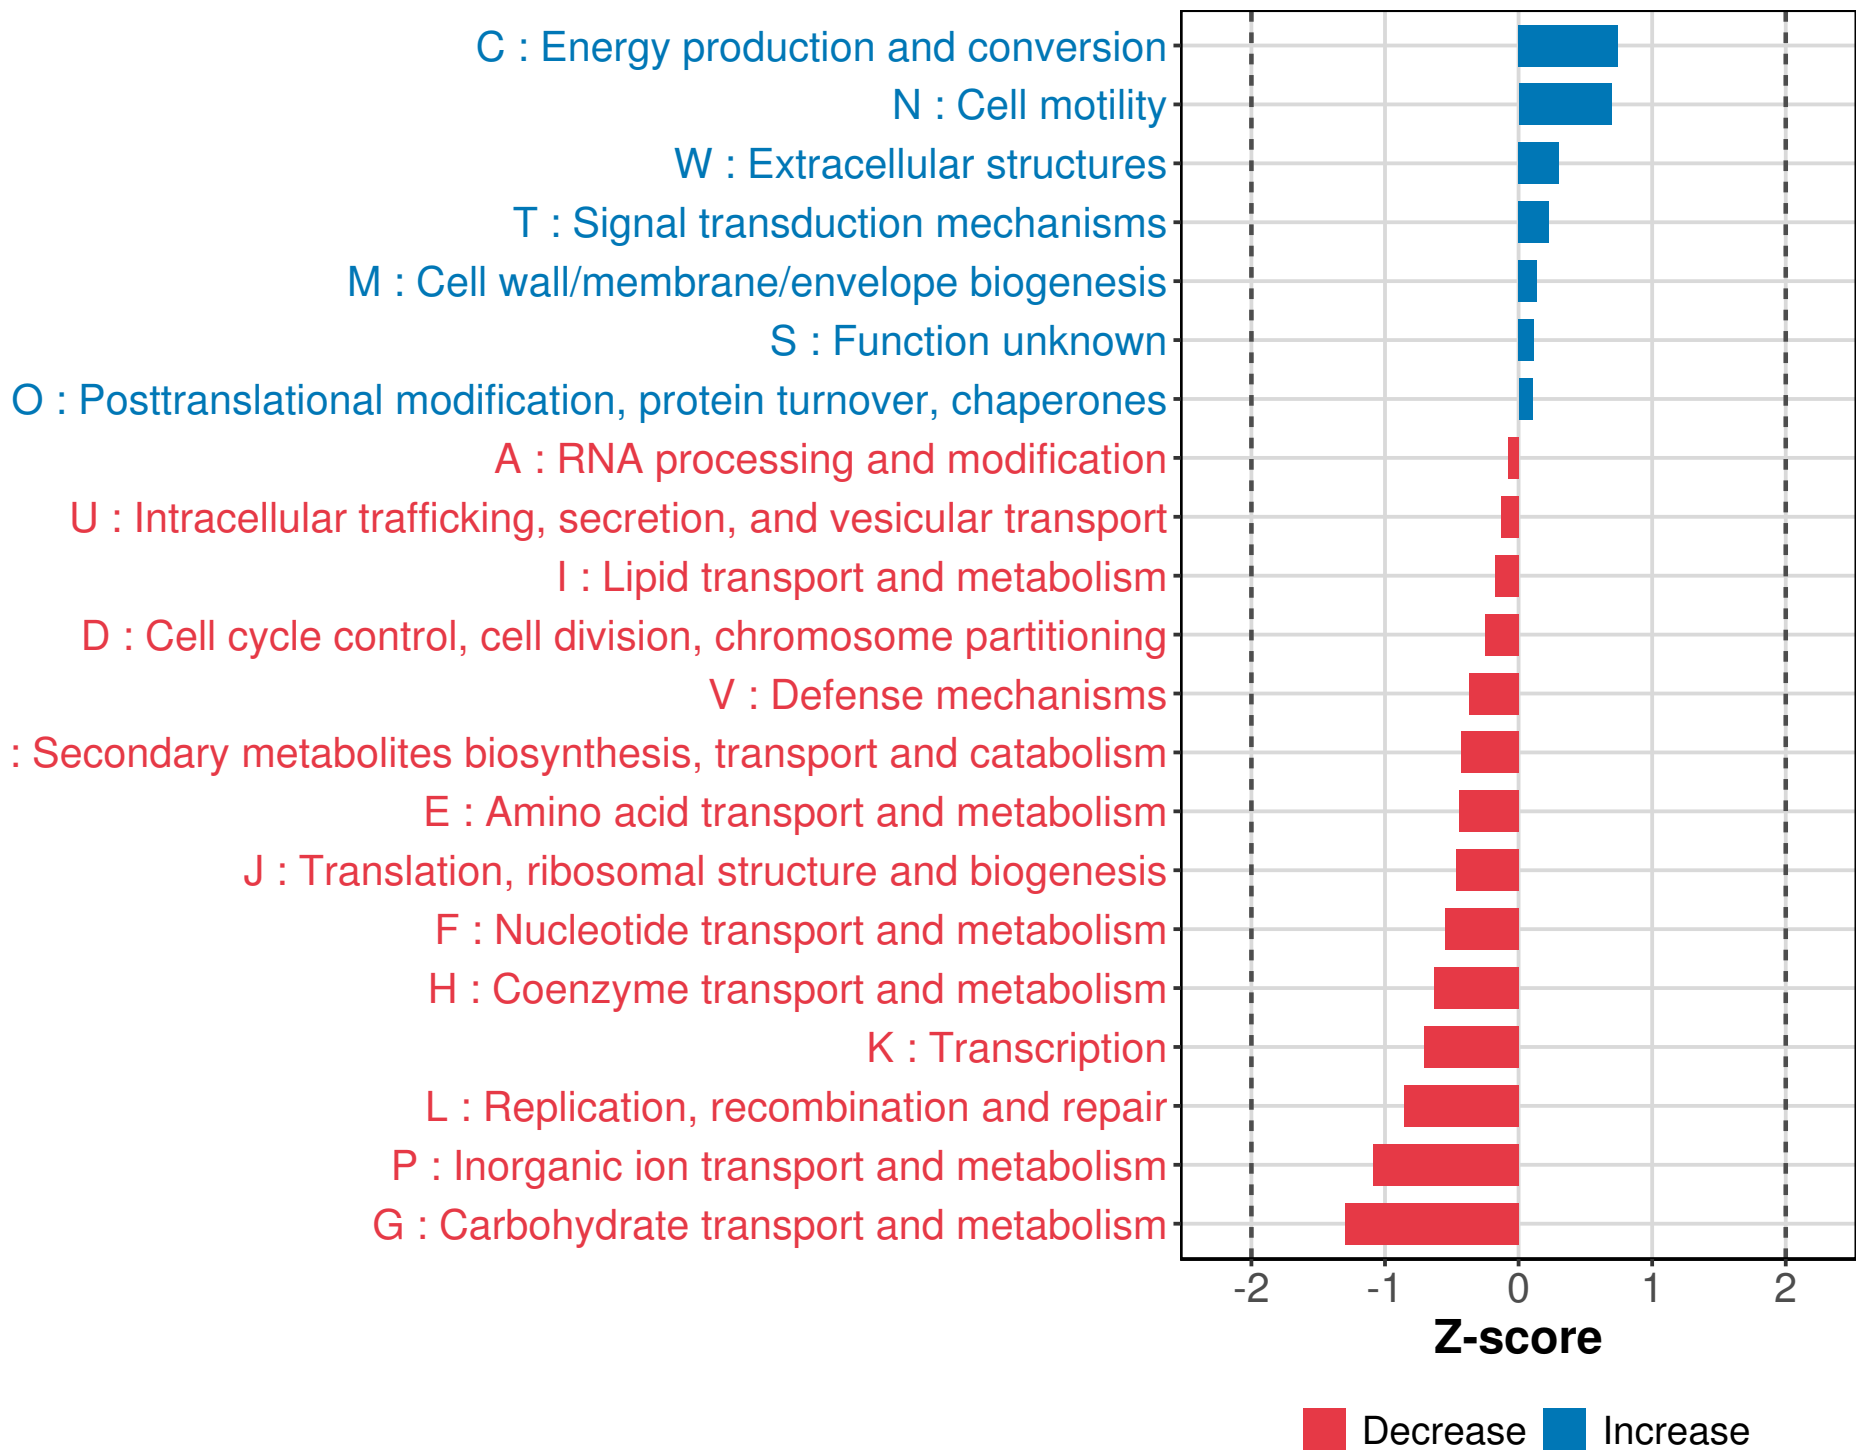 C : Energy production and conversion
N : Cell motility
W : Extracellular structures
T : Signal transduction mechanisms
M : Cell wall/membrane/envelope biogenesis
S : Function unknown
O : Posttranslational modification, protein turnover, chaperones
A : RNA processing and modification
U : Intracellular trafficking, secretion, and vesicular transport
I : Lipid transport and metabolism
D : Cell cycle control, cell division, chromosome partitioning
V : Defense mechanisms
: Secondary metabolites biosynthesis, transport and catabolism
E : Amino acid transport and metabolism
J : Translation, ribosomal structure and biogenesis
F : Nucleotide transport and metabolism
H : Coenzyme transport and metabolism
K : Transcription
L : Replication, recombination and repair
P : Inorganic ion transport and metabolism
G : Carbohydrate transport and metabolism
-2 -1 0 1 2
Z-score
Decrease Increase